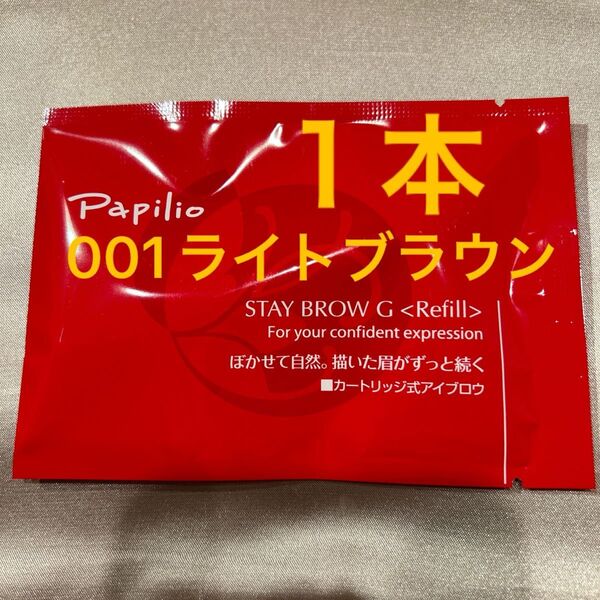 1本
Papilio
001ライトブラウン
STAY BROW G <Refill>
For your confident expression
ぼかせて自然。描いた眉がずっと続く
■カートリッジ式アイブロウ